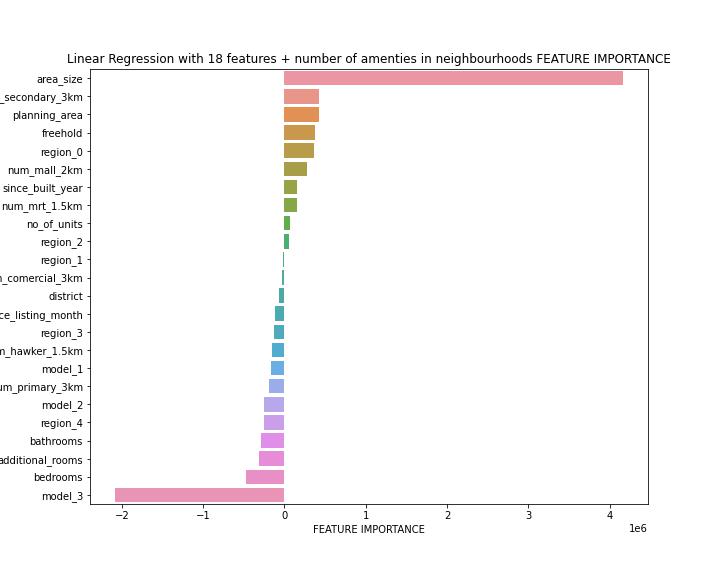 Linear Regression with 18 features + number of amenties in neighbourhoods FEATURE IMPORTANCE
area_size
_secondary_3km
planning_area
freehold
region_0
num_mall_2km
since_built_year
num_mrt_1.5km
no_of_units
region_2
region_1
_comercial_3km
district
ce_listing_month
region_3
m_hawker_1.5km
model_1
um_primary_3km
model_2
region_4
bathrooms
additional_rooms
bedrooms
model_3
−2 −1 0 1 2 3 4
1e6
FEATURE IMPORTANCE